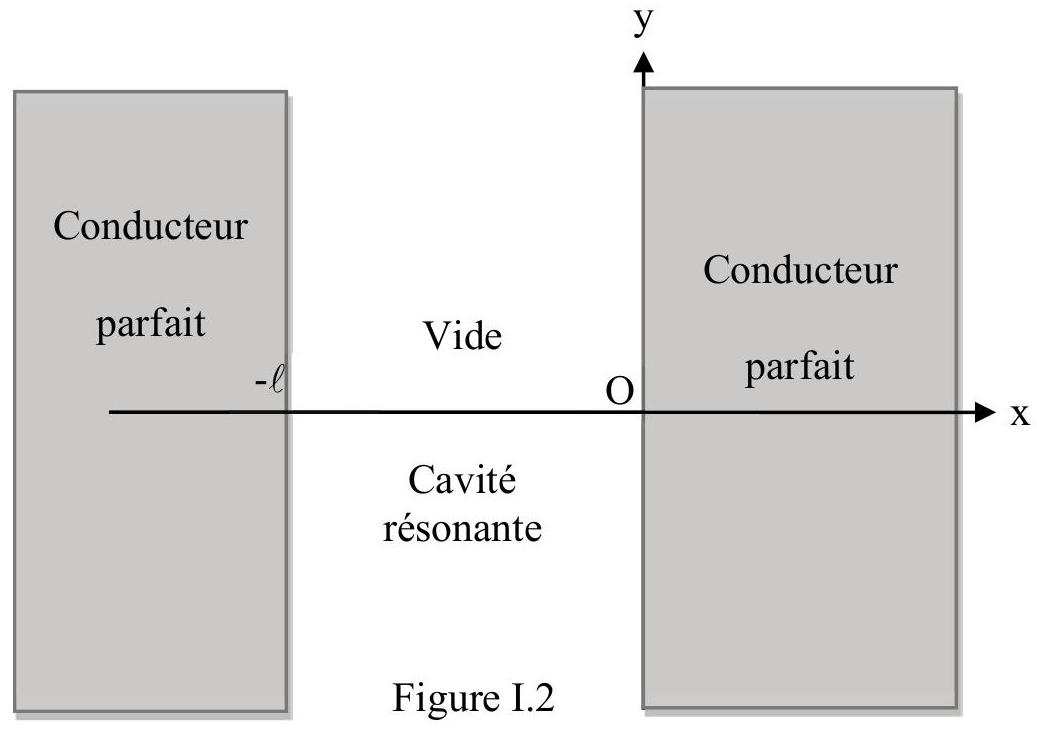 y
Conducteur
parfait
Conducteur
parfait
Vide
-ℓ
O
x
Cavité
résonante
Figure I.2